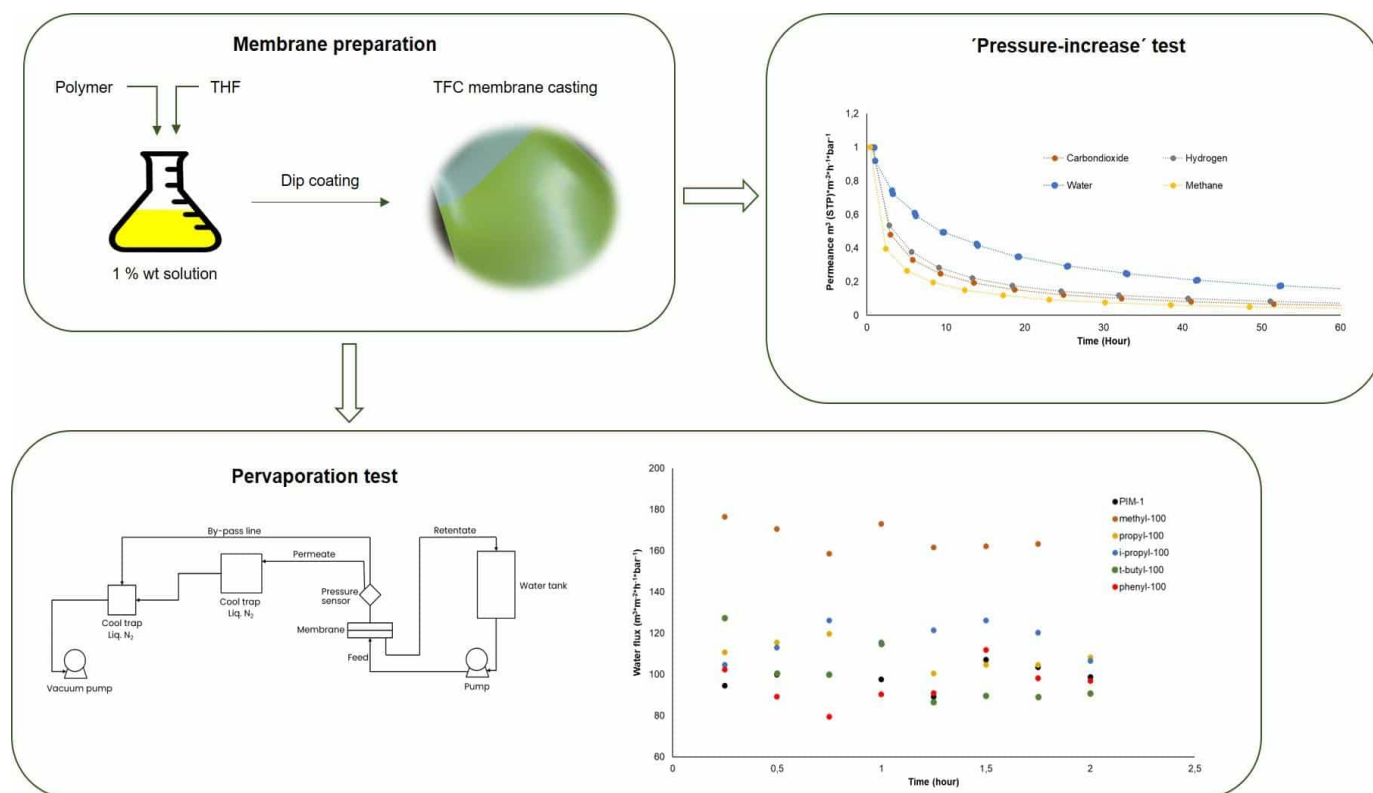 Membrane preparation
Polymer
THF
TFC membrane casting
Dip coating
1 % wt solution
´Pressure-increase´ test
1,2
1
0,8
0,6
0,4
0,2
0
Permeance m³ (STP)*m⁻²*h⁻¹*bar⁻¹
Carbondioxide
Hydrogen
Water
Methane
0
10
20
30
40
50
60
Time (Hour)
Pervaporation test
By-pass line
Retentate
Permeate
Pressure
sensor
Water tank
Cool trap
Liq. N₂
Cool trap
Liq. N₂
Membrane
Feed
Vacuum pump
Pump
200
180
160
140
120
100
80
60
Water flux (m³*m⁻²*h⁻¹*bar⁻¹)
PIM-1
methyl-100
propyl-100
i-propyl-100
t-butyl-100
phenyl-100
0
0,5
1
1,5
2
2,5
Time (hour)